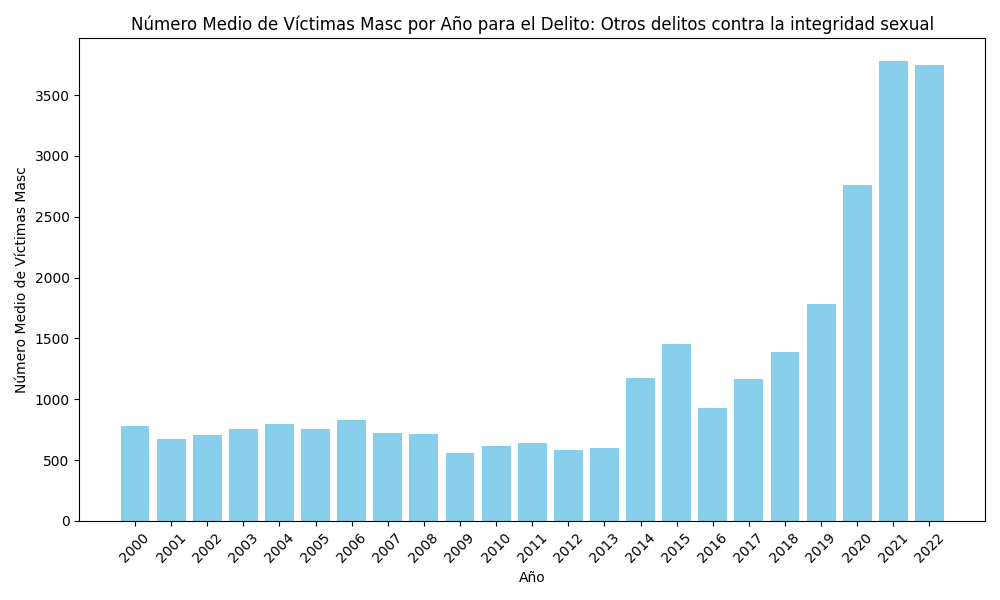 Número Medio de Víctimas Masc por Año para el Delito: Otros delitos contra la integridad sexual
Número Medio de Víctimas Masc
3500
3000
2500
2000
1500
1000
500
0
2000 2001 2002 2003 2004 2005 2006 2007 2008 2009 2010 2011 2012 2013 2014 2015 2016 2017 2018 2019 2020 2021 2022
Año